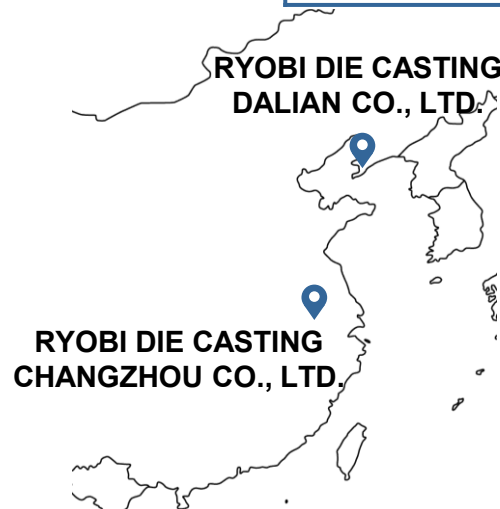 RYOBI DIE CASTING
DALIAN CO., LTD.
RYOBI DIE CASTING
CHANGZHOU CO., LTD.